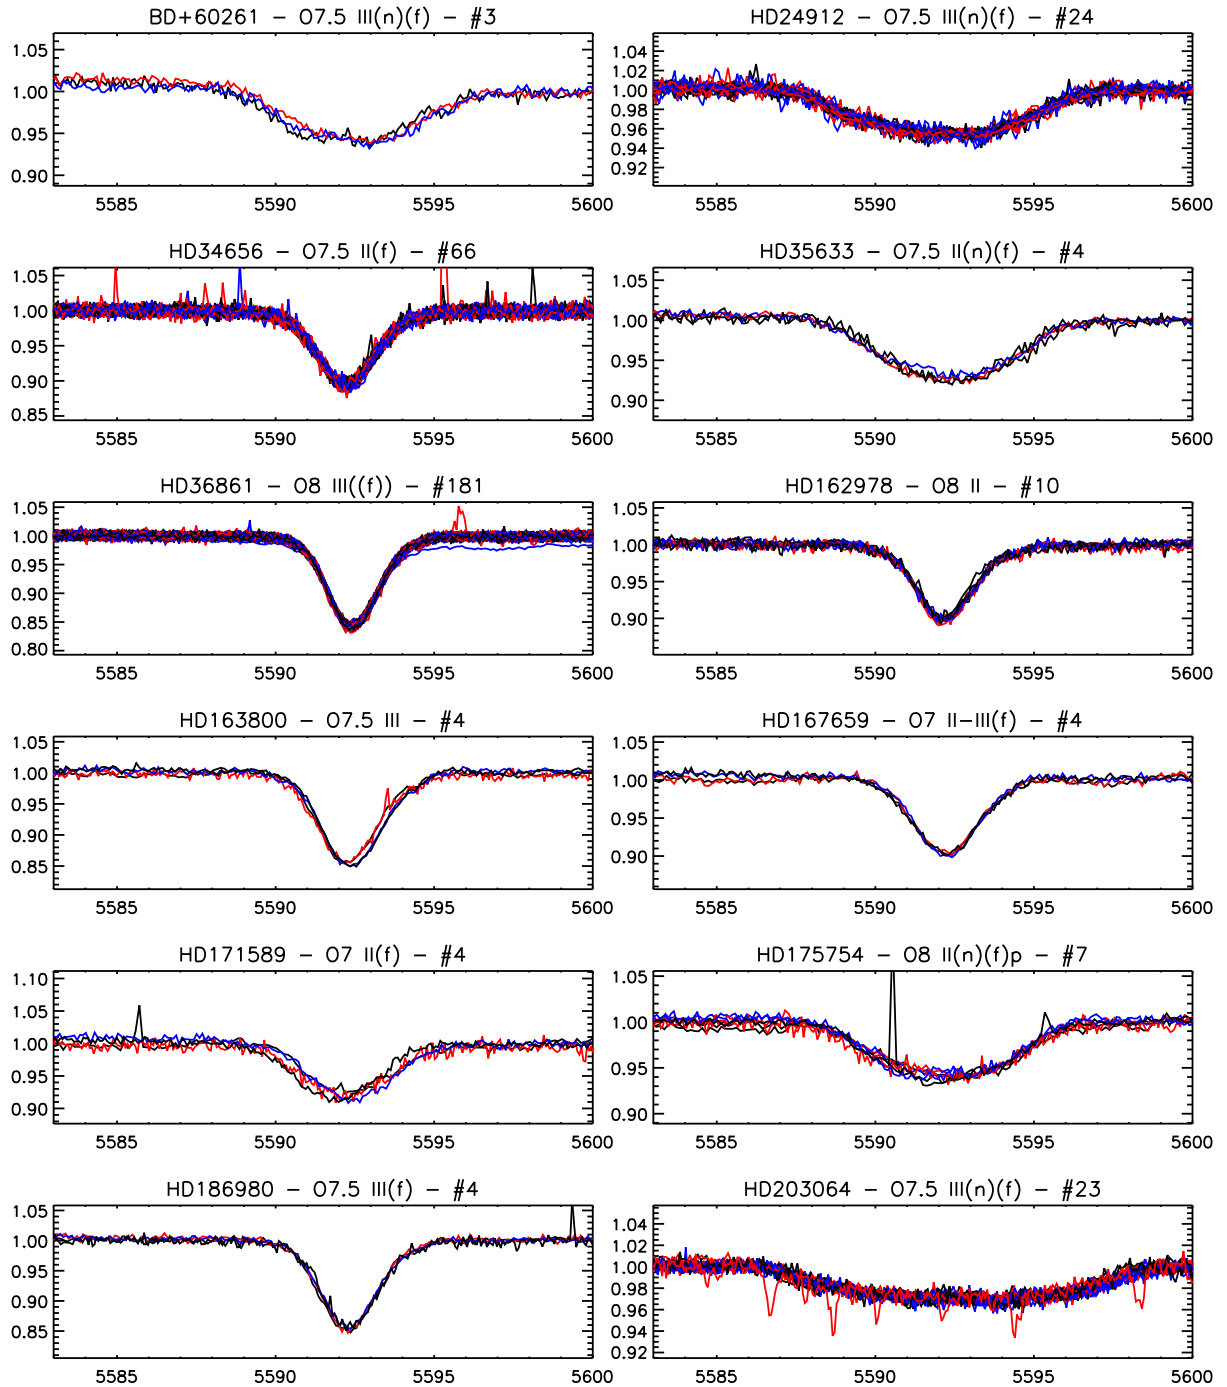 BD+60261 – O7.5 III(n)(f) – #3
1.05
1.00
0.95
0.90
5585 5590 5595 5600
HD24912 – O7.5 III(n)(f) – #24
1.04
1.02
1.00
0.98
0.96
0.94
0.92
5585 5590 5595 5600
HD34656 – O7.5 II(f) – #66
1.05
1.00
0.95
0.90
0.85
5585 5590 5595 5600
HD35633 – O7.5 II(n)(f) – #4
1.05
1.00
0.95
0.90
5585 5590 5595 5600
HD36861 – O8 III((f)) – #181
1.05
1.00
0.95
0.90
0.85
0.80
5585 5590 5595 5600
HD162978 – O8 II – #10
1.05
1.00
0.95
0.90
5585 5590 5595 5600
HD163800 – O7.5 III – #4
1.05
1.00
0.95
0.90
0.85
5585 5590 5595 5600
HD167659 – O7 II–III(f) – #4
1.05
1.00
0.95
0.90
5585 5590 5595 5600
HD171589 – O7 II(f) – #4
1.10
1.05
1.00
0.95
0.90
5585 5590 5595 5600
HD175754 – O8 II(n)(f)p – #7
1.05
1.00
0.95
0.90
5585 5590 5595 5600
HD186980 – O7.5 III(f) – #4
1.05
1.00
0.95
0.90
0.85
5585 5590 5595 5600
HD203064 – O7.5 III(n)(f) – #23
1.04
1.02
1.00
0.98
0.96
0.94
0.92
5585 5590 5595 5600